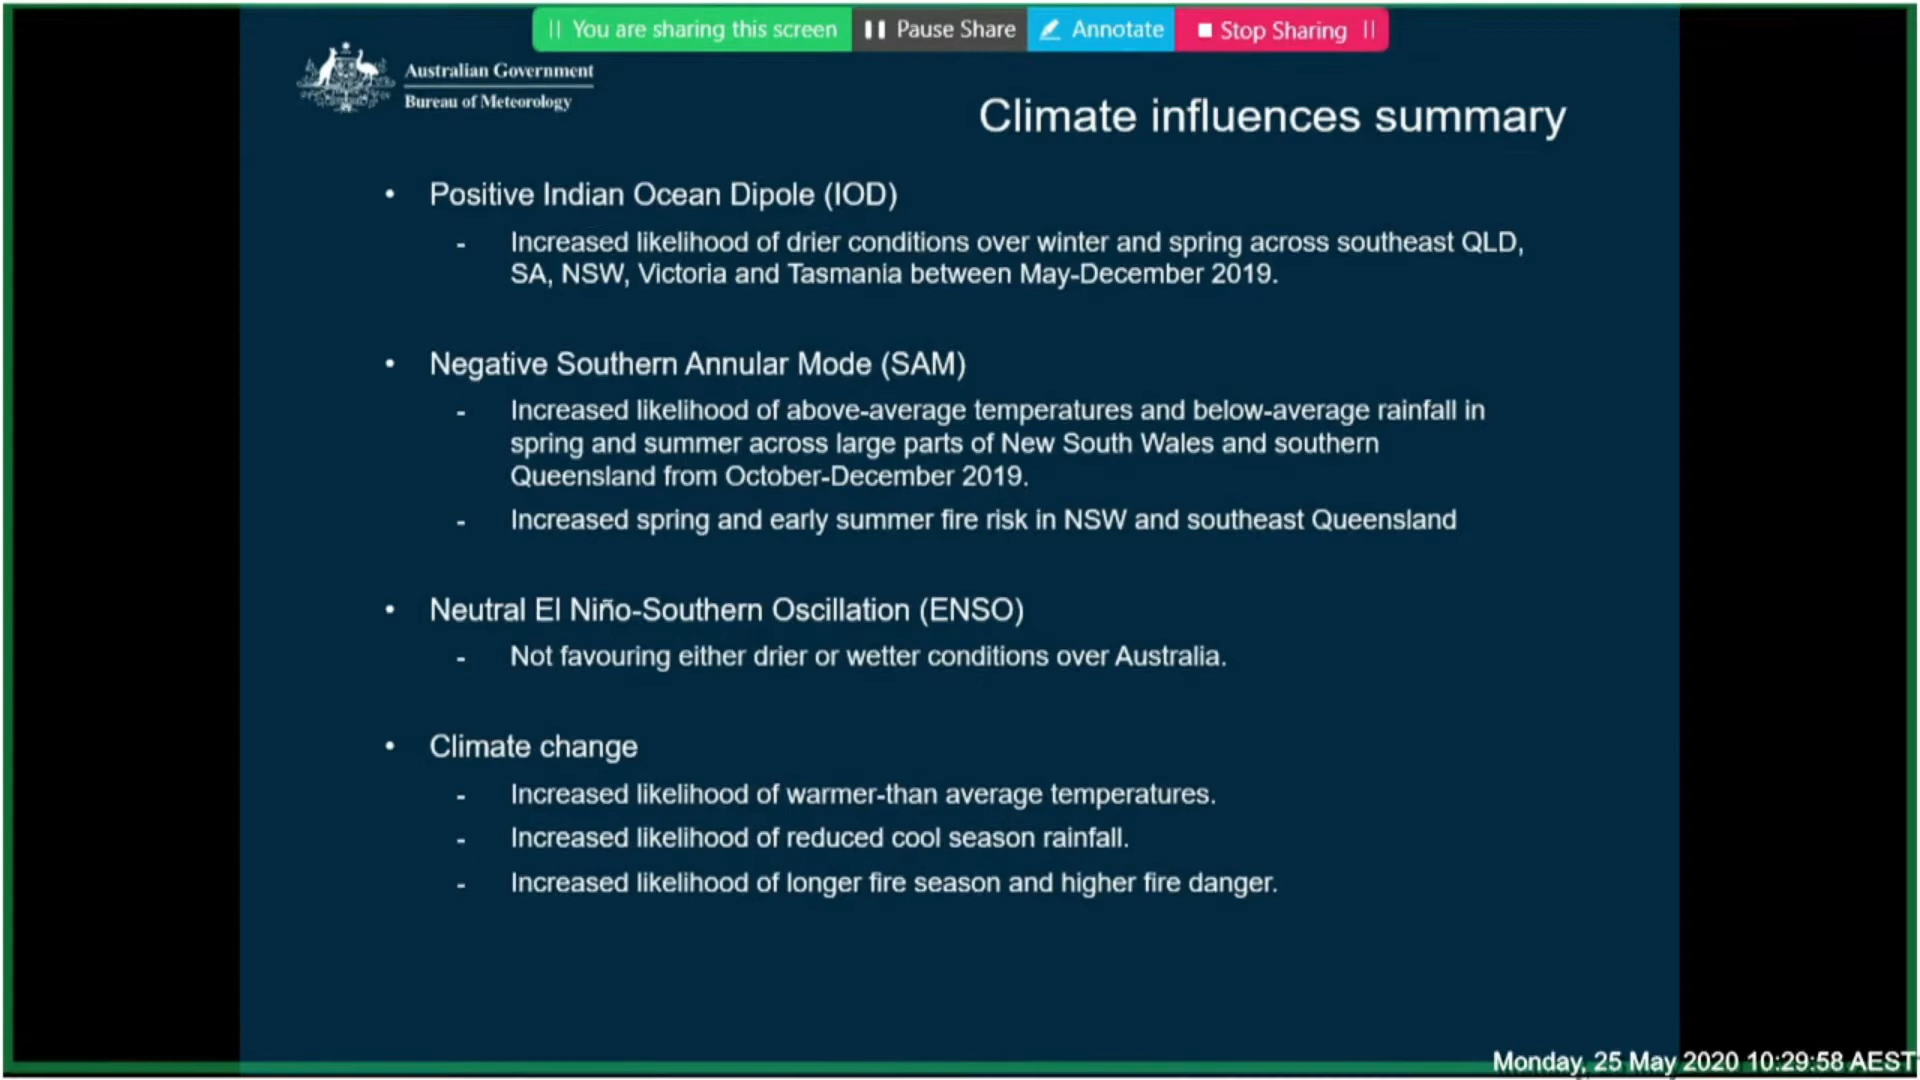 You are sharing this screen
Pause Share
Annotate
Stop Sharing
Australian Government
Bureau of Meteorology
Climate influences summary
• Positive Indian Ocean Dipole (IOD)
- Increased likelihood of drier conditions over winter and spring across southeast QLD,
SA, NSW, Victoria and Tasmania between May-December 2019.
• Negative Southern Annular Mode (SAM)
- Increased likelihood of above-average temperatures and below-average rainfall in
spring and summer across large parts of New South Wales and southern
Queensland from October-December 2019.
- Increased spring and early summer fire risk in NSW and southeast Queensland
• Neutral El Niño-Southern Oscillation (ENSO)
- Not favouring either drier or wetter conditions over Australia.
• Climate change
- Increased likelihood of warmer-than average temperatures.
- Increased likelihood of reduced cool season rainfall.
- Increased likelihood of longer fire season and higher fire danger.
Monday, 25 May 2020 10:29:58 AEST